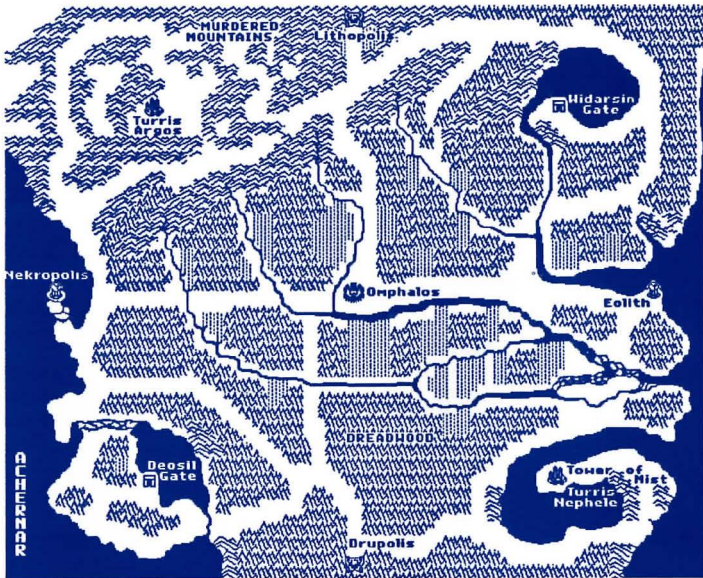 MURDERED
MOUNTAINS
Lithopolis
Widarsin
Gate
Turris
Argos
Nekropolis
Omphalos
Eolith
DREADWOOD
Deosil
Gate
ACHERNAR
Tower of
Mist
Turris
Nephele
Drupolis